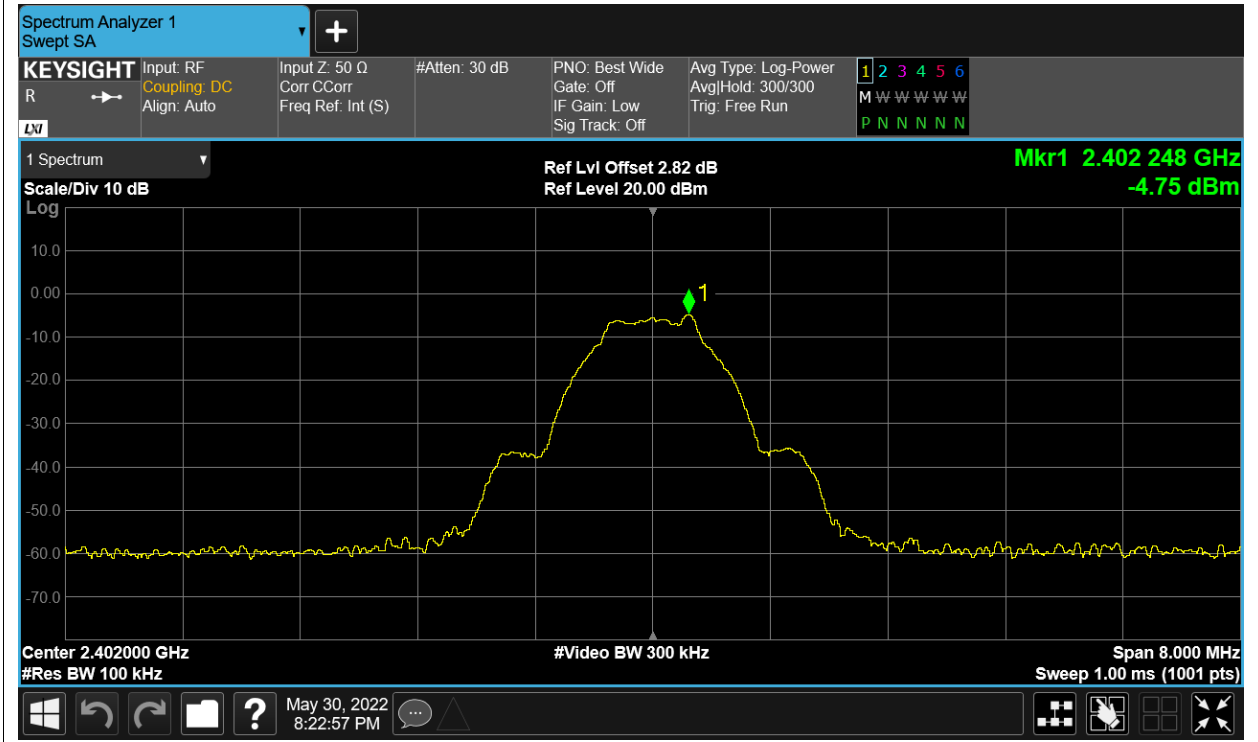 Spectrum Analyzer 1
Swept SA
KEYSIGHT
R
LXI
Input: RF
Coupling: DC
Align: Auto
Input Z: 50 Ω
Corr CCorr
Freq Ref: Int (S)
#Atten: 30 dB
PNO: Best Wide
Gate: Off
IF Gain: Low
Sig Track: Off
Avg Type: Log-Power
Avg|Hold: 300/300
Trig: Free Run
1 2 3 4 5 6
M W W W W W
P N N N N N
1 Spectrum
Scale/Div 10 dB
Log
Ref Lvl Offset 2.82 dB
Ref Level 20.00 dBm
Mkr1 2.402 248 GHz
-4.75 dBm
1
10.0
0.00
-10.0
-20.0
-30.0
-40.0
-50.0
-60.0
-70.0
Center 2.402000 GHz
#Res BW 100 kHz
#Video BW 300 kHz
Span 8.000 MHz
Sweep 1.00 ms (1001 pts)
?
May 30, 2022
8:22:57 PM